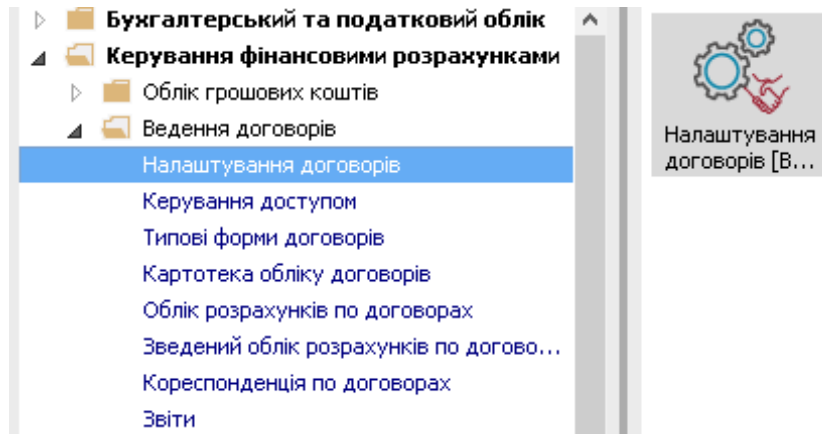 Бухгалтерський та податковий облік
Керування фінансовими розрахунками
Облік грошових коштів
Ведення договорів
Налаштування договорів
Керування доступом
Типові форми договорів
Картотека обліку договорів
Облік розрахунків по договорах
Зведений облік розрахунків по догово...
Кореспонденція по договорах
Звіти
Налаштування
договорів [В...